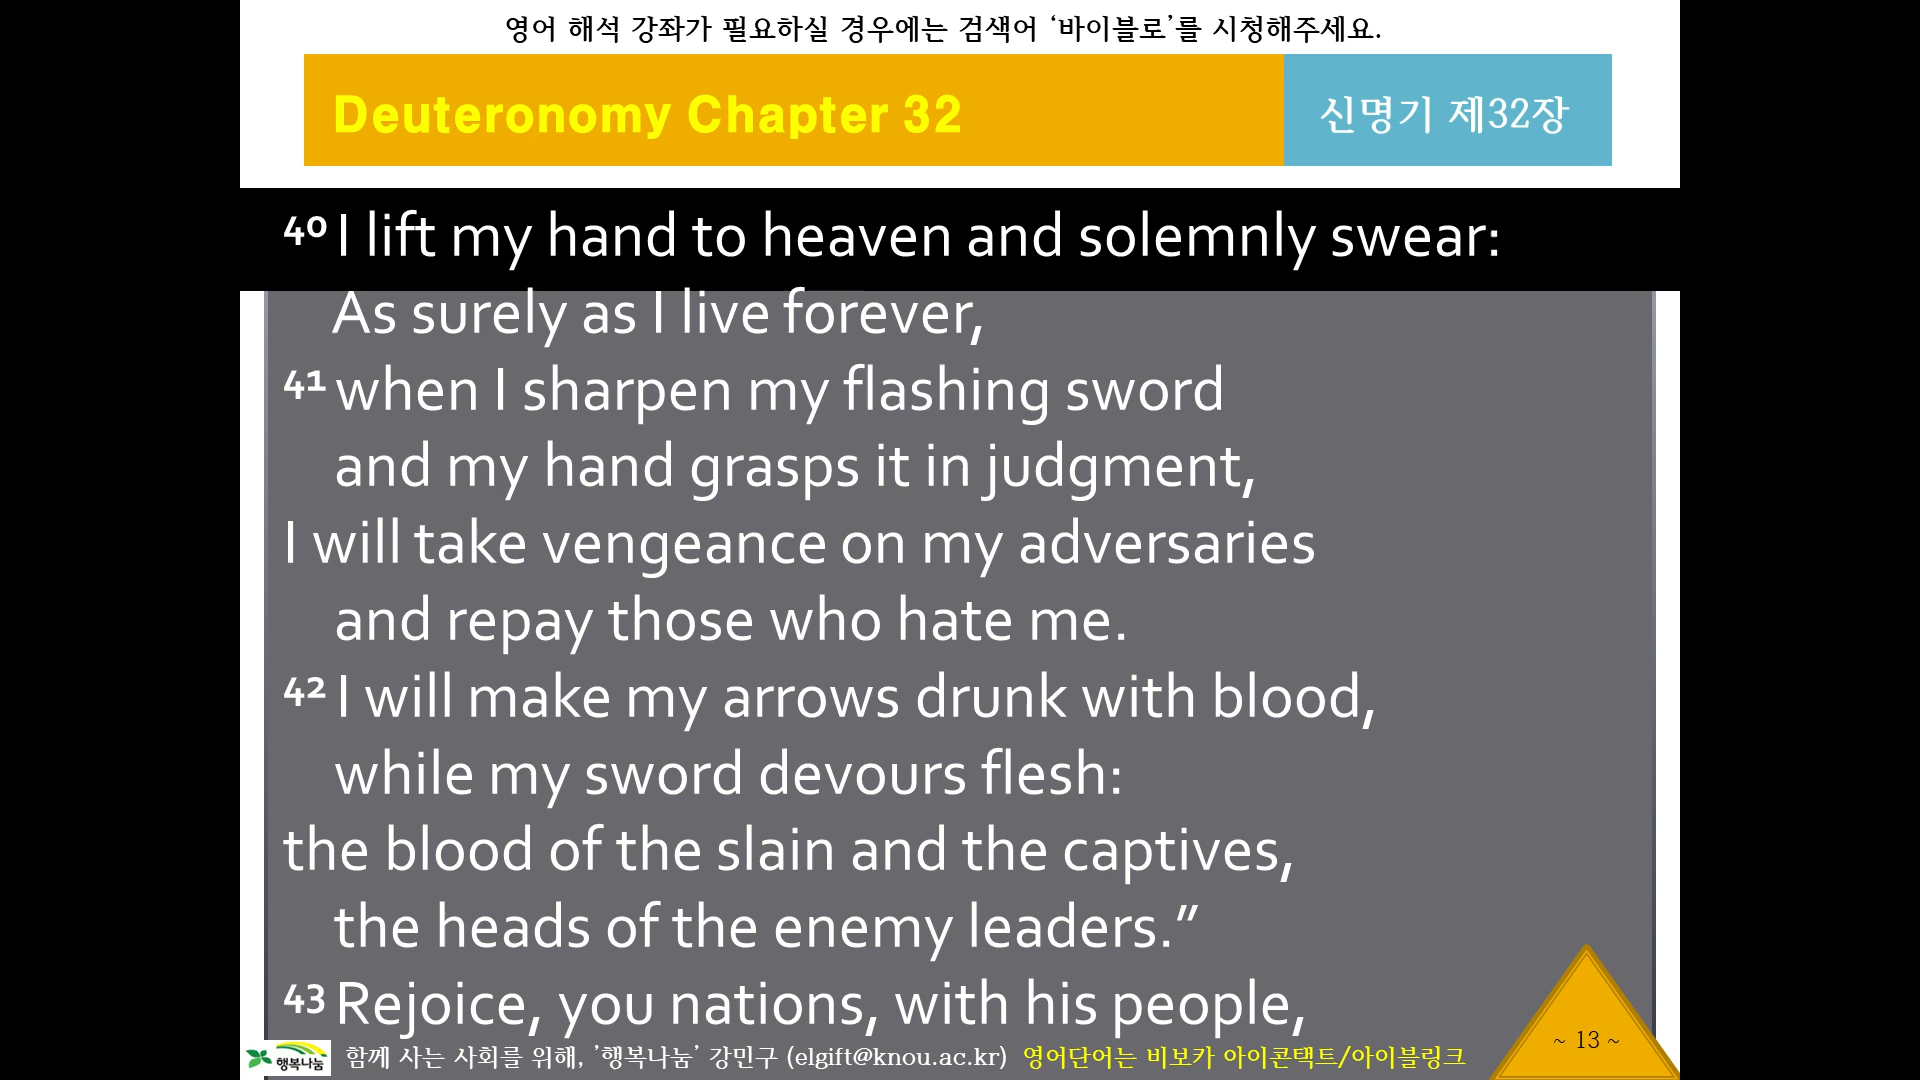 영어 해석 강좌가 필요하실 경우에는 검색어 ‘바이블로’를 시청해주세요.
Deuteronomy Chapter 32
신명기 제32장
40 I lift my hand to heaven and solemnly swear:
As surely as I live forever,
41 when I sharpen my flashing sword
and my hand grasps it in judgment,
I will take vengeance on my adversaries
and repay those who hate me.
42 I will make my arrows drunk with blood,
while my sword devours flesh:
the blood of the slain and the captives,
the heads of the enemy leaders.”
43 Rejoice, you nations, with his people,
~ 13 ~
행복나눔
함께 사는 사회를 위해, ’행복나눔’ 강민구 (elgift@knou.ac.kr) 영어단어는 비보카 아이콘택트/아이블링크